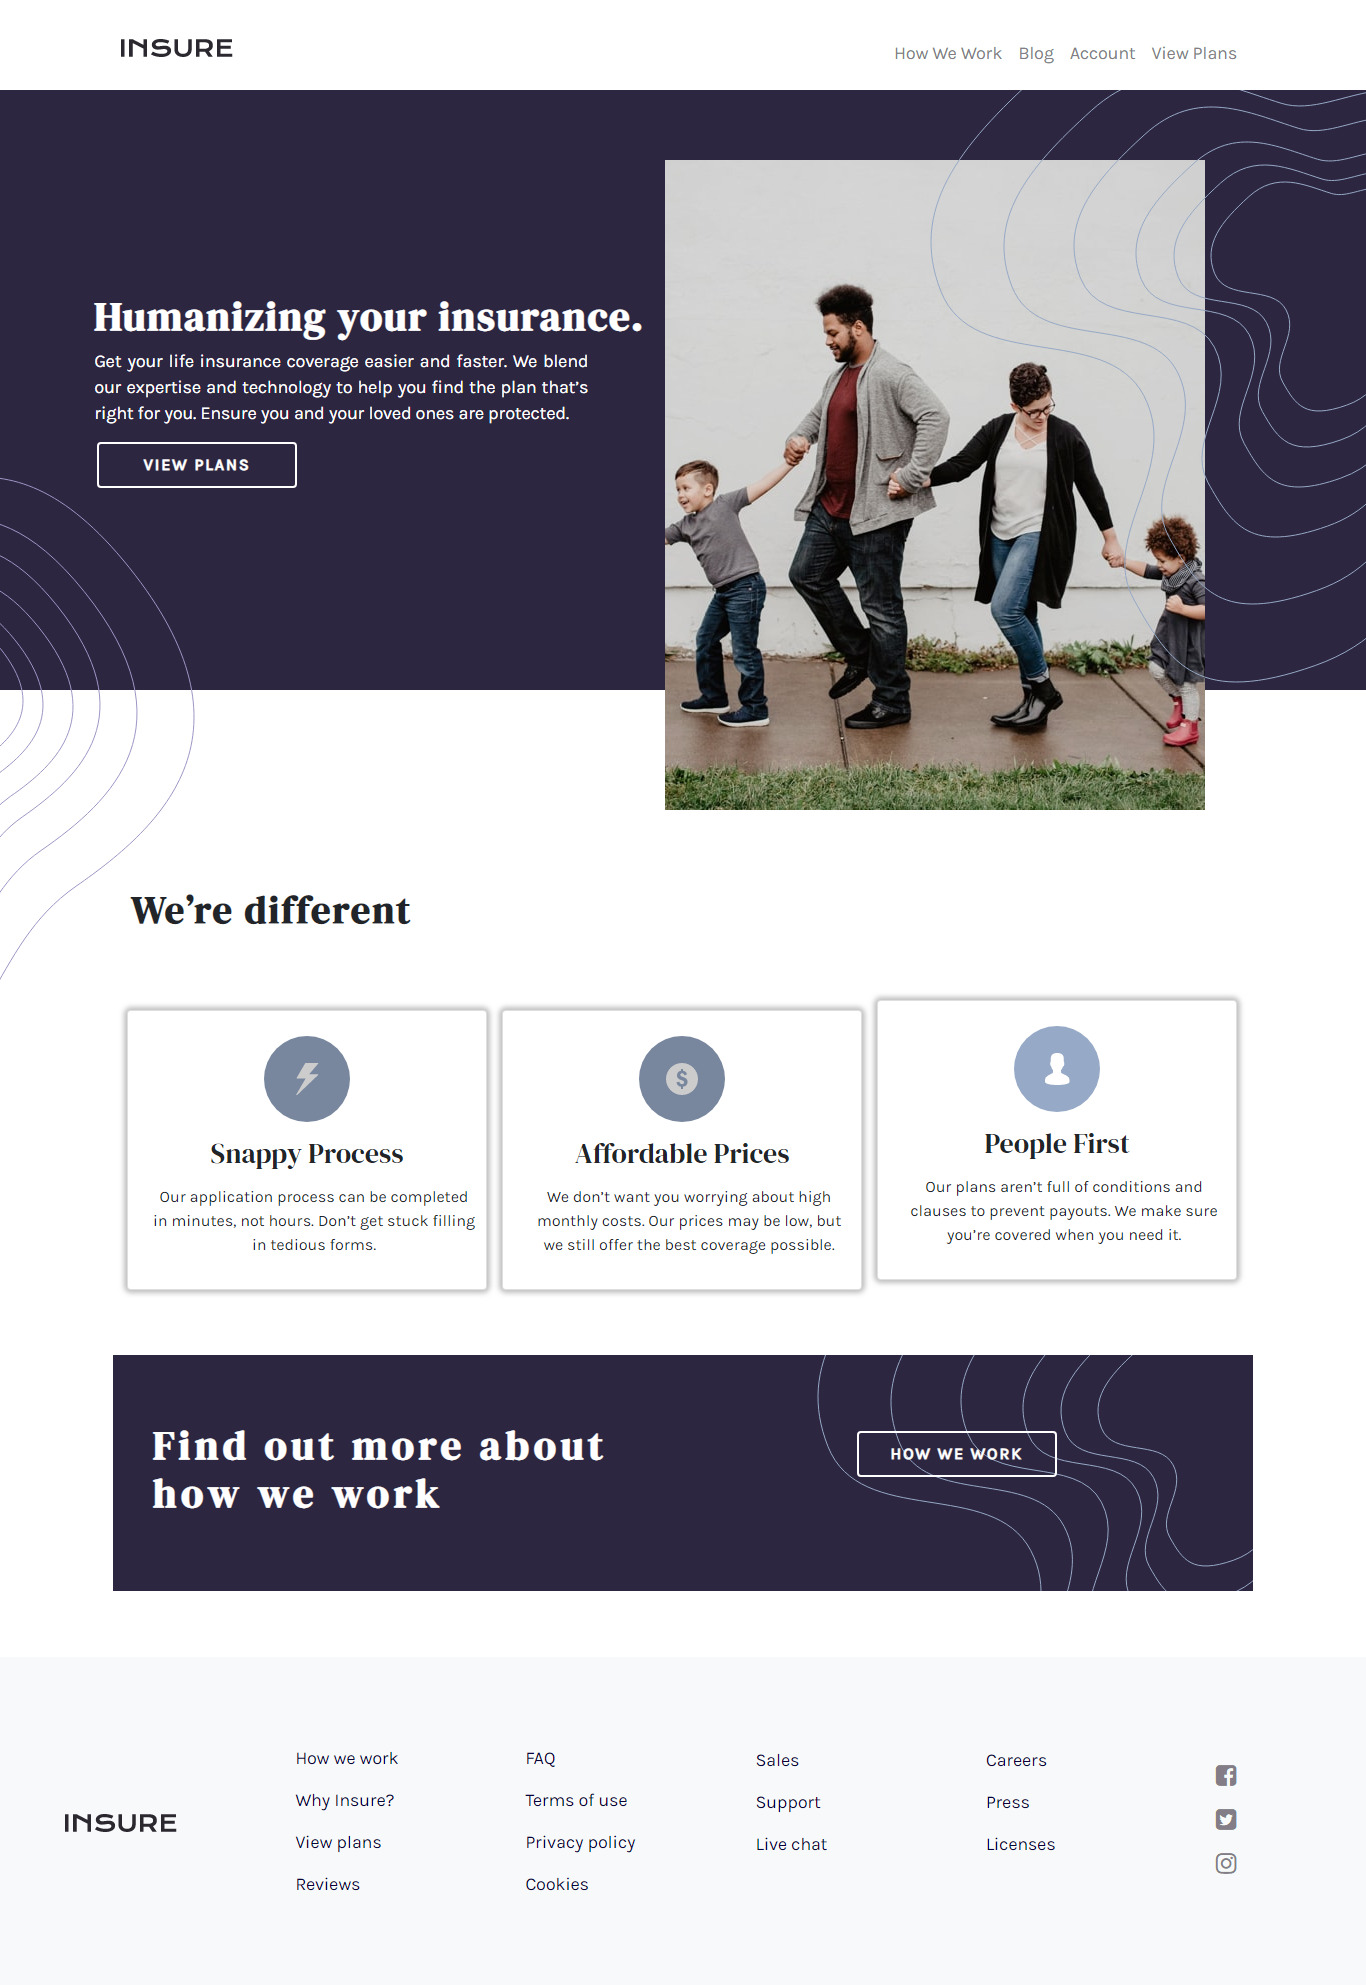 INSURE
How We Work Blog Account View Plans
Humanizing your insurance.
Get your life insurance coverage easier and faster. We blend
our expertise and technology to help you find the plan that's
right for you. Ensure you and your loved ones are protected.
VIEW PLANS
We’re different
Snappy Process
Our application process can be completed
in minutes, not hours. Don’t get stuck filling
in tedious forms.
Affordable Prices
We don’t want you worrying about high
monthly costs. Our prices may be low, but
we still offer the best coverage possible.
People First
Our plans aren’t full of conditions and
clauses to prevent payouts. We make sure
you’re covered when you need it.
Find out more about
how we work
HOW WE WORK
INSURE
How we work
Why Insure?
View plans
Reviews
FAQ
Terms of use
Privacy policy
Cookies
Sales
Support
Live chat
Careers
Press
Licenses